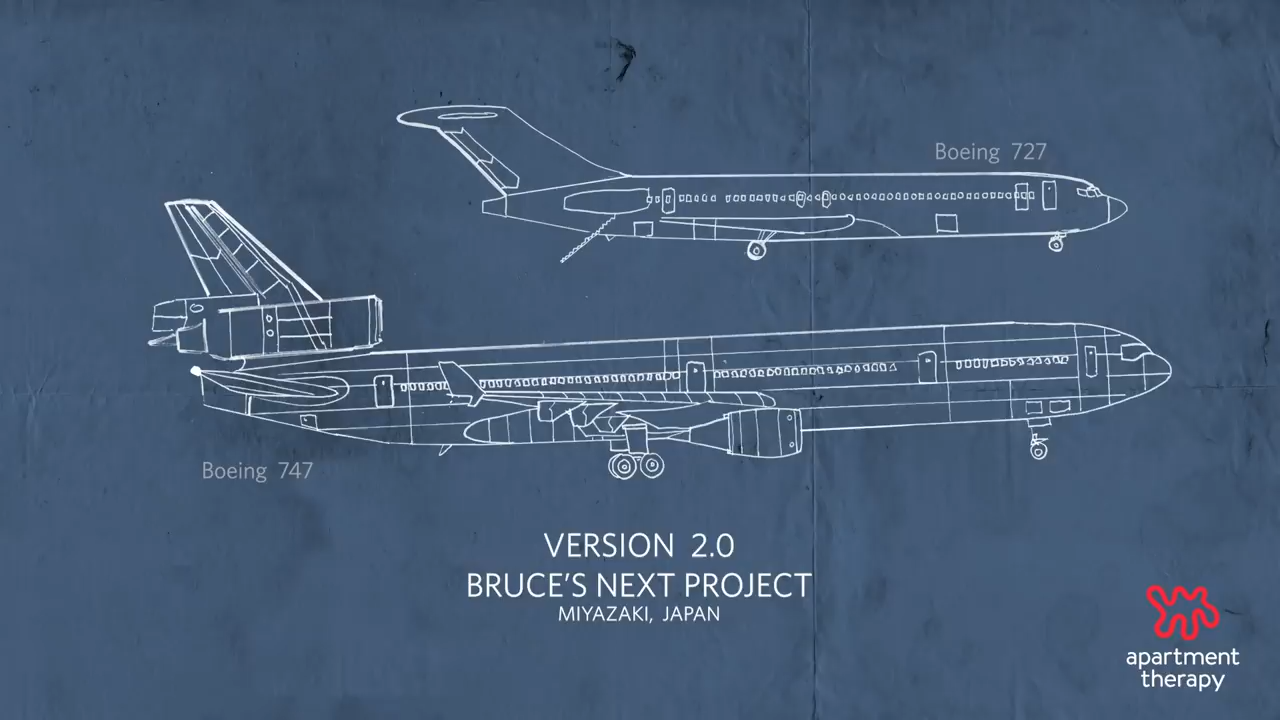 Boeing 727
Boeing 747
VERSION 2.0
BRUCE'S NEXT PROJECT
MIYAZAKI, JAPAN
apartment
therapy